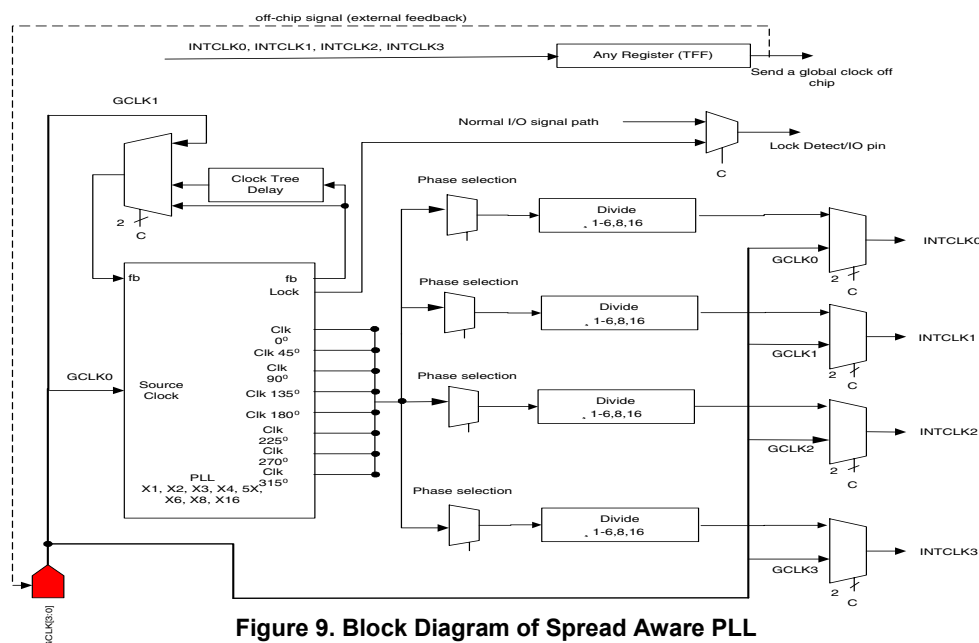 off-chip signal (external feedback)
INTCLK0, INTCLK1, INTCLK2, INTCLK3
Any Register (TFF)
Send a global clock off
chip
GCLK1
Normal I/O signal path
Lock Detect/IO pin
C
Clock Tree
Delay
2
C
Phase selection
Divide
1-6,8,16
GCLK0
2
C
INTCLK0
fb
fb
Lock
Phase selection
Divide
1-6,8,16
GCLK1
2
C
INTCLK1
Clk
0º
Clk 45º
Clk
90º
Clk 135º
Clk 180º
Clk
225º
Clk
270º
Clk
315º
GCLK0
Source
Clock
Phase selection
Divide
1-6,8,16
GCLK2
2
C
INTCLK2
PLL
X1, X2, X3, X4, 5X,
X6, X8, X16
Phase selection
Divide
1-6,8,16
GCLK3
2
C
INTCLK3
Figure 9. Block Diagram of Spread Aware PLL